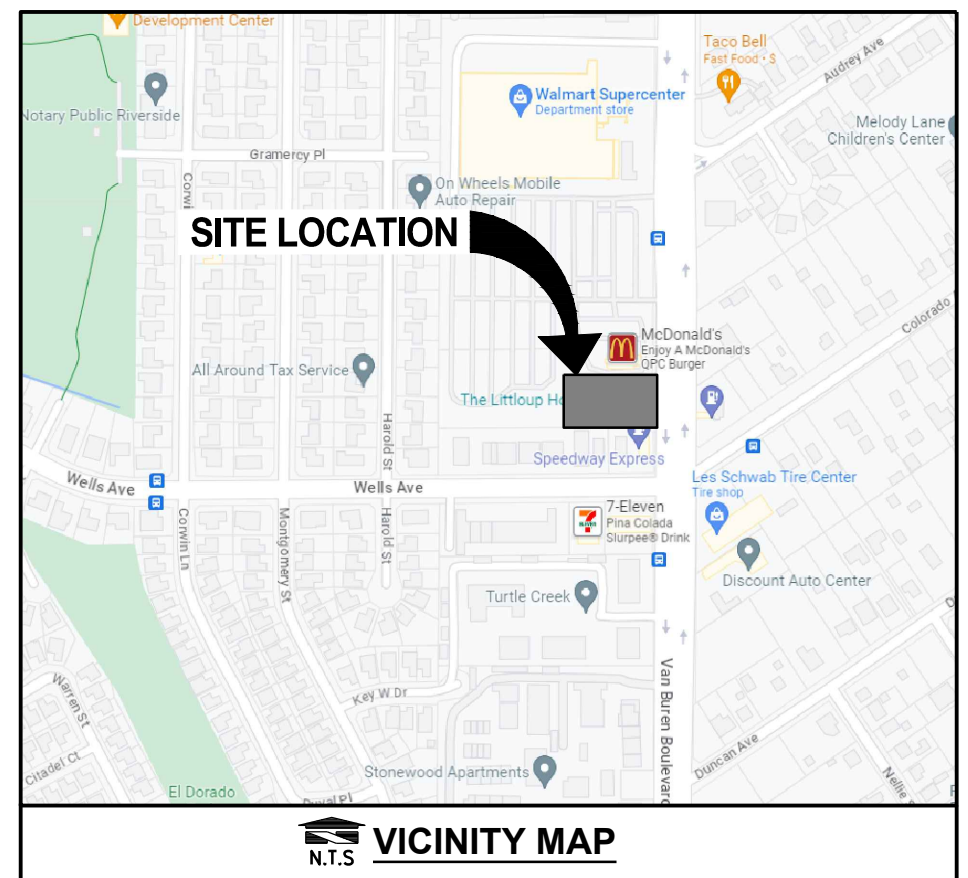 Development Center
Taco Bell
Fast Food • S
Audrey Ave
Walmart Supercenter
Department store
Notary Public Riverside
Melody Lane
Children's Center
Gramercy Pl
On Wheels Mobile
Auto Repair
Corwi
SITE LOCATION
Colorado
McDonald's
Enjoy A McDonald's
QPC Burger
All Around Tax Service
The Littloup Ho
Harold St
Speedway Express
Les Schwab Tire Center
Tire shop
Wells Ave
Wells Ave
7-Eleven
Pina Colada
Slurpee® Drink
ELEVEN
Corwin Ln
Montgomery St
Harold St
Discount Auto Center
Turtle Creek
Van Buren Boulevard
Warren St
Key W Dr
Citadel Ct
Duncan Ave
Stonewood Apartments
El Dorado
Duval Pl
N.T.S
VICINITY MAP